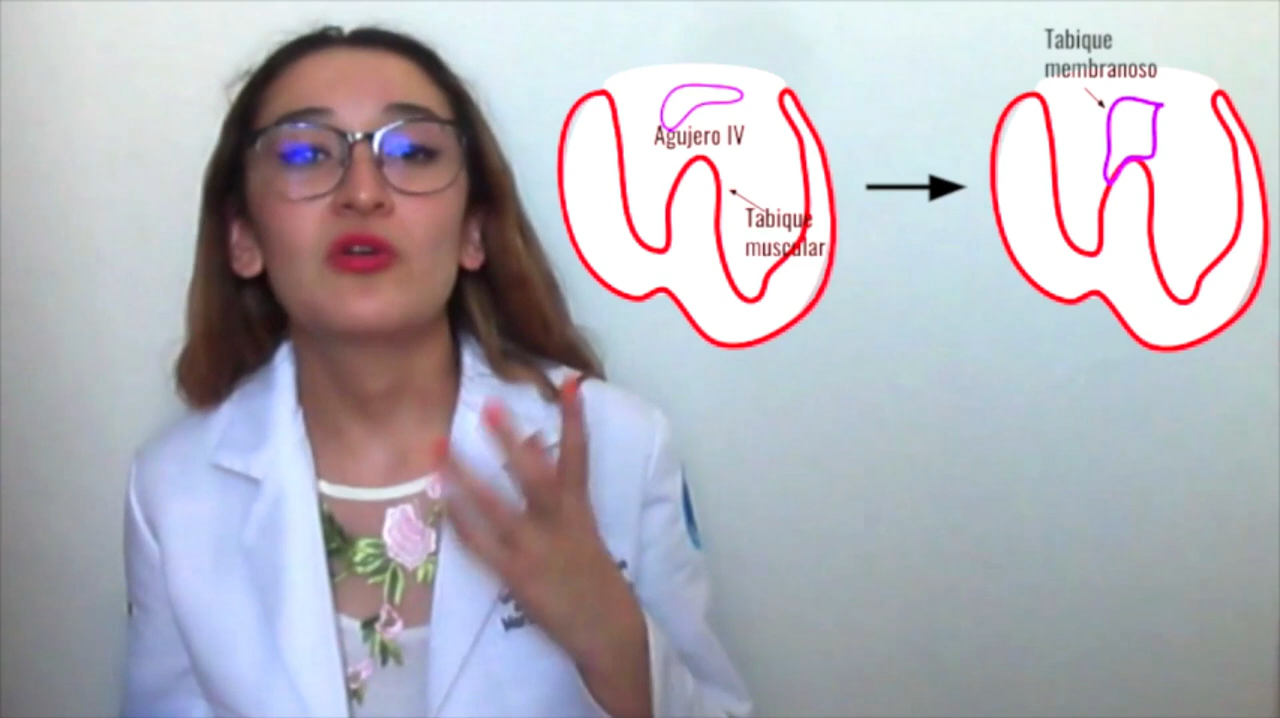 Agujero IV
Tabique
muscular
Tabique
membranoso